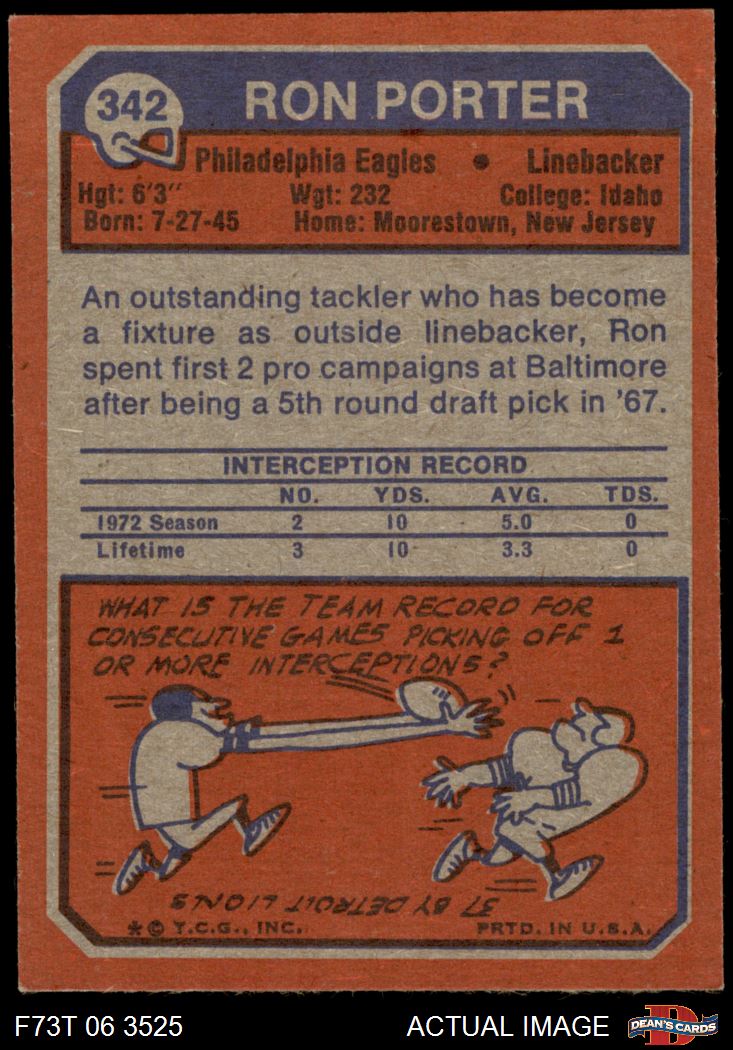 342
RON PORTER
Philadelphia Eagles • Linebacker
Hgt: 6'3" Wgt: 232 College: Idaho
Born: 7-27-45 Home: Moorestown, New Jersey
An outstanding tackler who has become
a fixture as outside linebacker, Ron
spent first 2 pro campaigns at Baltimore
after being a 5th round draft pick in '67.
INTERCEPTION RECORD
NO. YDS. AVG. TDS.
1972 Season 2 10 5.0 0
Lifetime 3 10 3.3 0
WHAT IS THE TEAM RECORD FOR
CONSECUTIVE GAMES PICKING OFF 1
OR MORE INTERCEPTIONS?
37 BY DETROIT LIONS
*© T.C.G., INC. PRTD. IN U.S.A.
F73T 06 3525 ACTUAL IMAGE
D
DEAN'S CARDS